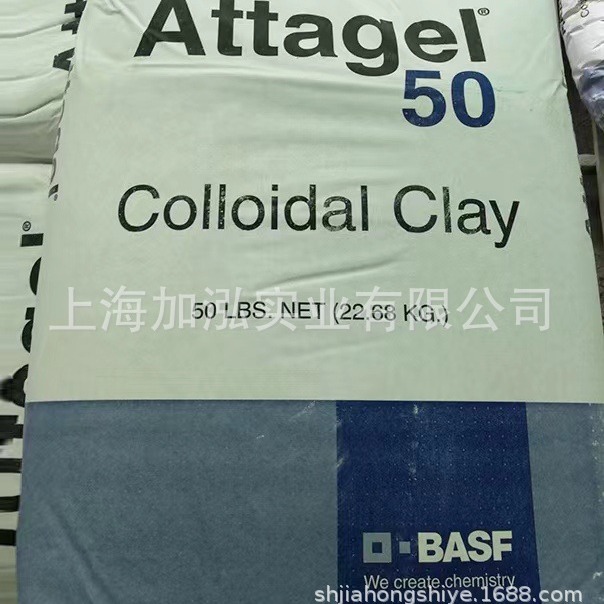 Attagel®
50
Colloidal Clay
上海加泓实业有限公司
50 LBS. NET (22.68 KG.)
BASF
We create chemistry
shjiahongshiye.1688.com